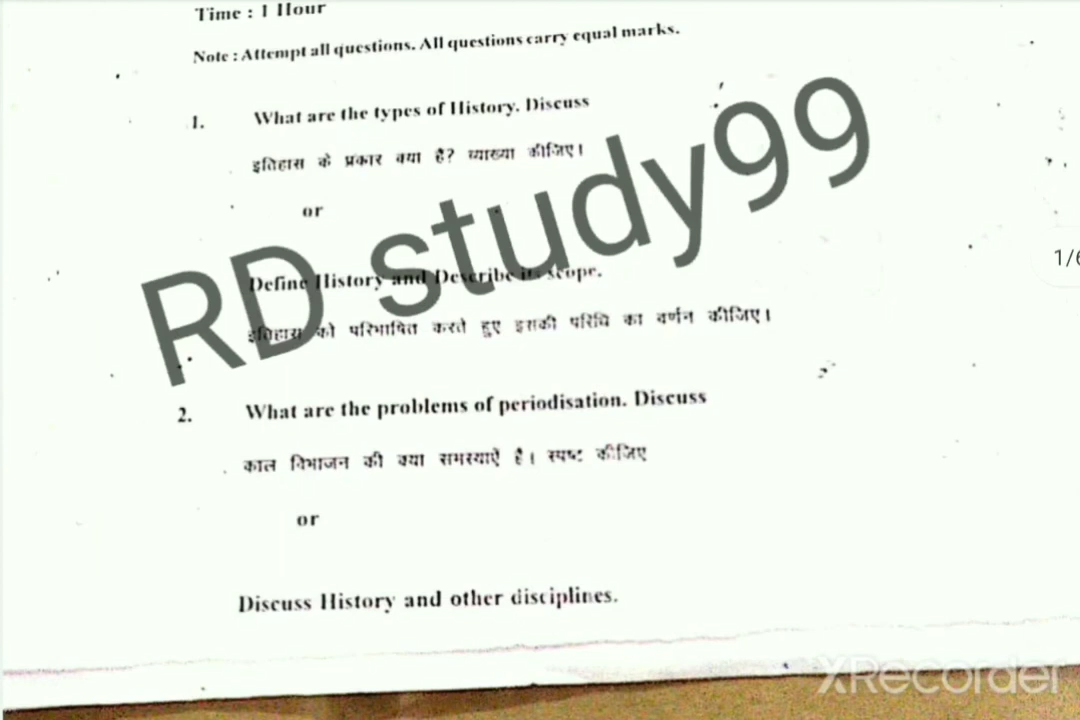 Time : 1 Hour
Note : Attempt all questions. All questions carry equal marks.
1. What are the types of History. Discuss
इतिहास के प्रकार क्या है? व्याख्या कीजिए।
or
Define History and Describe its scope.
इतिहास को परिभाषित करते हुए इसकी परिधि का वर्णन कीजिए।
RD study99
1/6
2. What are the problems of periodisation. Discuss
काल विभाजन की क्या समस्याऐं है। स्पष्ट कीजिए
or
Discuss History and other disciplines.
XRecorder